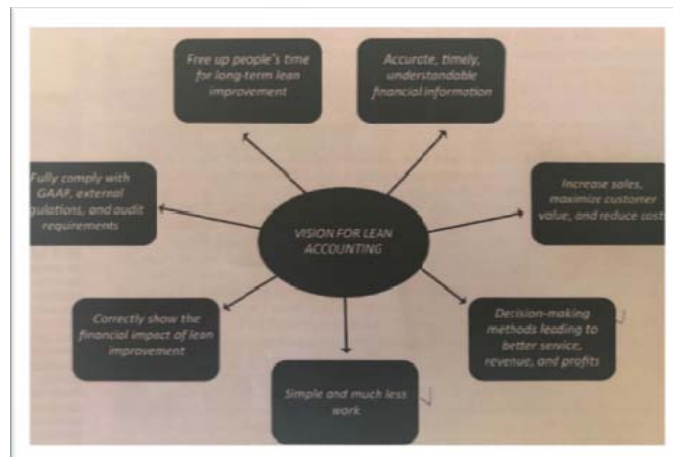 Free up people's time
for long-term lean
improvement
Accurate, timely,
understandable
financial information
Fully comply with
GAAP, external
gulations, and audit
requirements
VISION FOR LEAN
ACCOUNTING
Increase sales,
maximize customer
value, and reduce costs
Correctly show the
financial impact of lean
improvement
Decision-making
methods leading to
better service,
revenue, and profits
Simple and much less
work